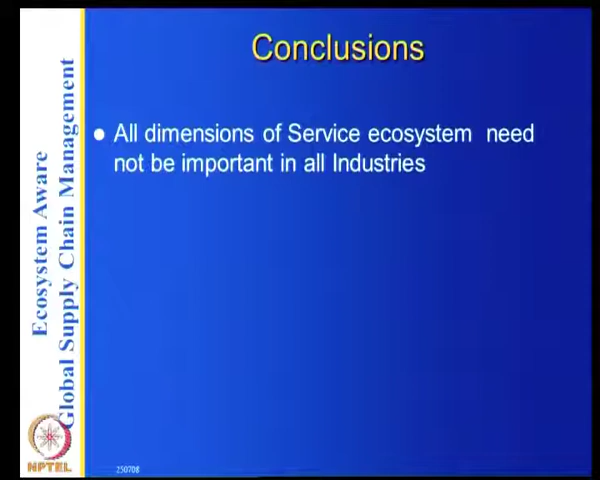 Conclusions
All dimensions of Service ecosystem need
not be important in all Industries
Ecosystem Aware
Global Supply Chain Management
NPTEL
250708